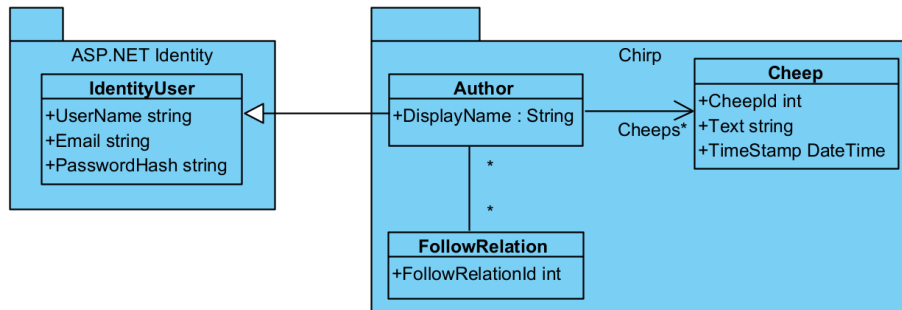 ASP.NET Identity
IdentityUser
+UserName string
+Email string
+PasswordHash string
Chirp
Author
+DisplayName : String
Cheeps*
Cheep
+CheepId int
+Text string
+TimeStamp DateTime
*
*
FollowRelation
+FollowRelationId int